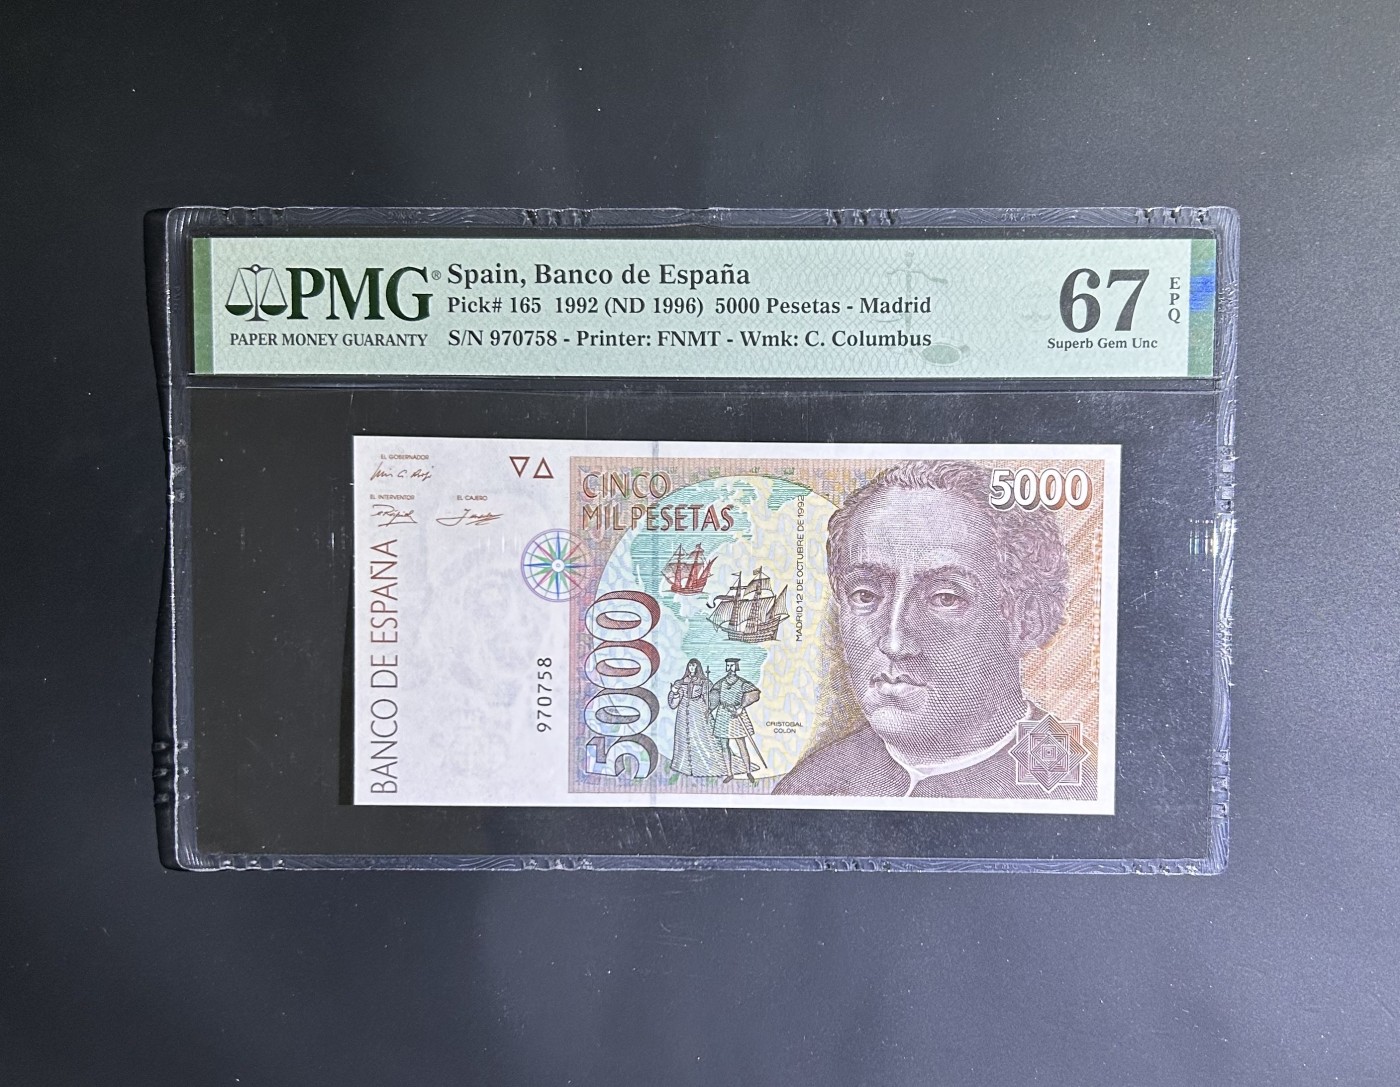 PMG®
PAPER MONEY GUARANTY
Spain, Banco de España
Pick# 165 1992 (ND 1996) 5000 Pesetas - Madrid
S/N 970758 - Printer: FNMT - Wmk: C. Columbus
67
EPQ
Superb Gem Unc
EL GOBERNADOR
EL INTERVENTOR
EL CAJERO
BANCO DE ESPAÑA
970758
CINCO
MIL PESETAS
5000
MADRID 12 DE OCTUBRE DE 1992
CRISTOBAL
COLON
5000